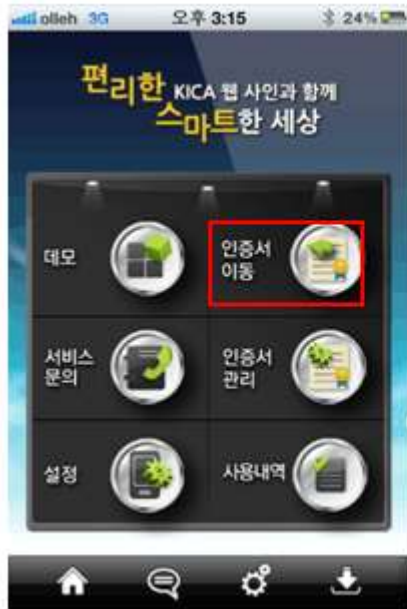 olleh 3G 오후 3:15 24%
편리한 KICA 웹 사인과 함께
스마트한 세상
데모
인증서
이동
서비스
문의
인증서
관리
설정
사용내역